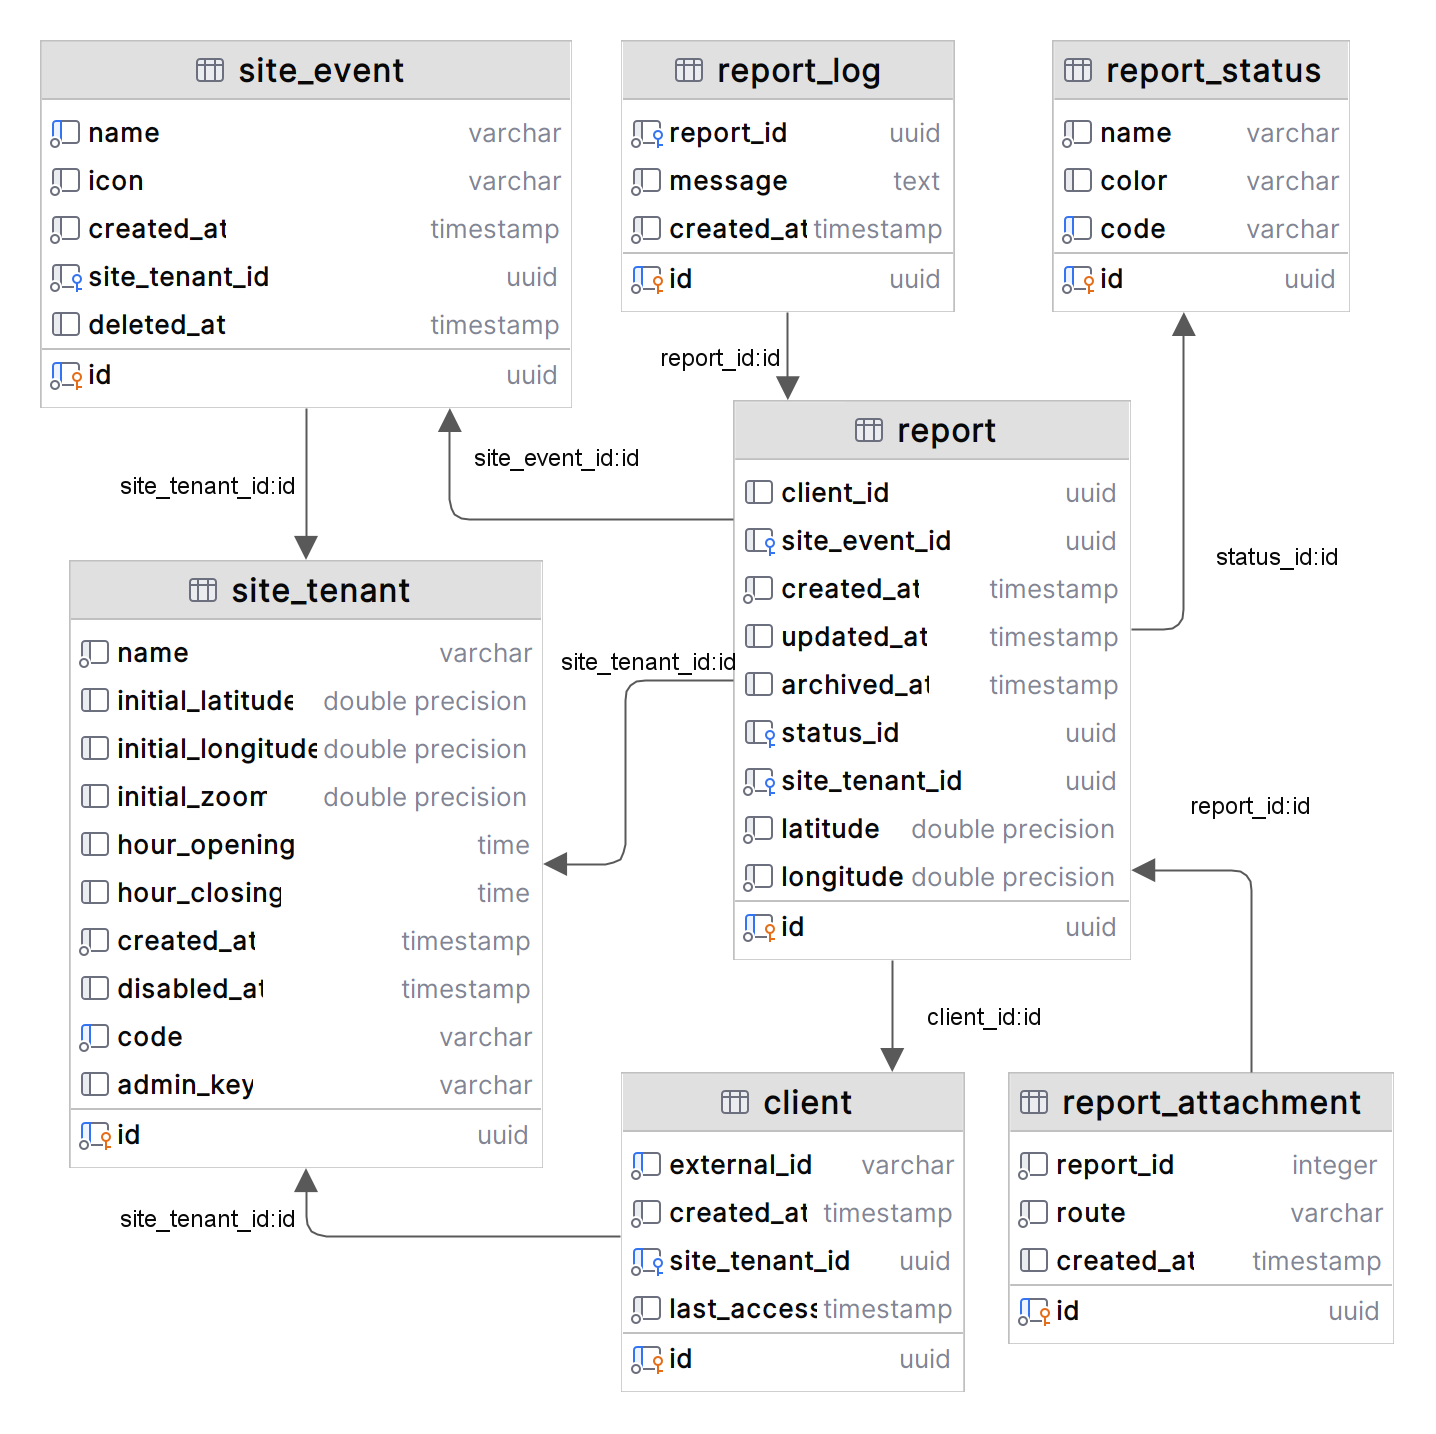 site_event
name varchar
icon varchar
created_at timestamp
site_tenant_id uuid
deleted_at timestamp
id uuid
report_log
report_id uuid
message text
created_at timestamp
id uuid
report_status
name varchar
color varchar
code varchar
id uuid
report_id:id
site_event_id:id
site_tenant_id:id
status_id:id
report
client_id uuid
site_event_id uuid
created_at timestamp
updated_at timestamp
archived_at timestamp
status_id uuid
site_tenant_id uuid
latitude double precision
longitude double precision
id uuid
site_tenant
name varchar
initial_latitude double precision
initial_longitude double precision
initial_zoom double precision
hour_opening time
hour_closing time
created_at timestamp
disabled_at timestamp
code varchar
admin_key varchar
id uuid
site_tenant_id:id
report_id:id
client_id:id
site_tenant_id:id
client
external_id varchar
created_at timestamp
site_tenant_id uuid
last_access timestamp
id uuid
report_attachment
report_id integer
route varchar
created_at timestamp
id uuid